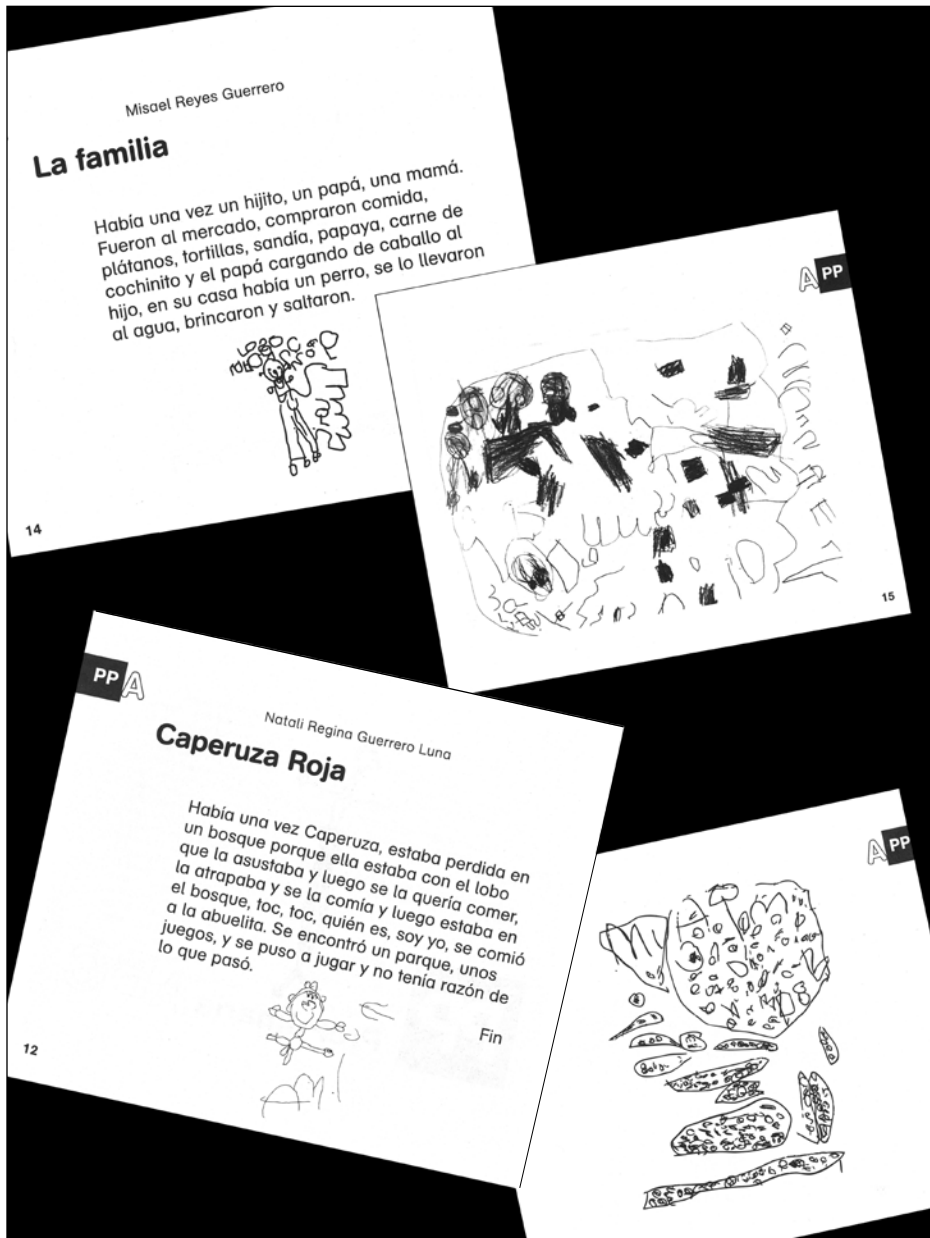 Misael Reyes Guerrero
La familia
Había una vez un hijito, un papá, una mamá.
Fueron al mercado, compraron comida,
plátanos, tortillas, sandía, papaya, carne de
cochinito y el papá cargando de caballo al
hijo, en su casa había un perro, se lo llevaron
al agua, brincaron y saltaron.
14
A PP
15
PP A
Natali Regina Guerrero Luna
Caperuza Roja
Había una vez Caperuza, estaba perdida en
un bosque porque ella estaba con el lobo
que la asustaba y luego se la quería comer,
la atrapaba y se la comía y luego estaba en
el bosque, toc, toc, quién es, soy yo, se comió
a la abuelita. Se encontró un parque, unos
juegos, y se puso a jugar y no tenía razón de
lo que pasó.
Fin
12
A PP